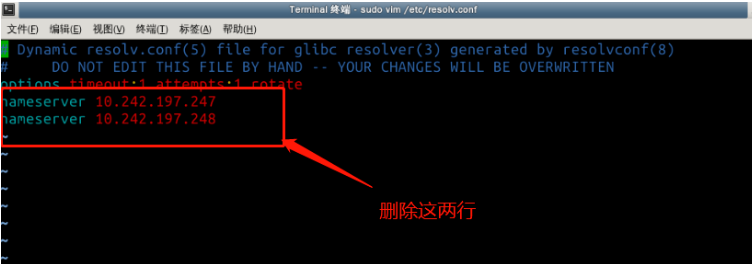 Terminal 终端 - sudo vim /etc/resolv.conf
文件(F) 编辑(E) 视图(V) 终端(T) 标签(A) 帮助(H)
# Dynamic resolv.conf(5) file for glibc resolver(3) generated by resolvconf(8)
#     DO NOT EDIT THIS FILE BY HAND -- YOUR CHANGES WILL BE OVERWRITTEN
options timeout:1 attempts:1 rotate
nameserver 10.242.197.247
nameserver 10.242.197.248
~
~
~
~
~
~
~
~
删除这两行